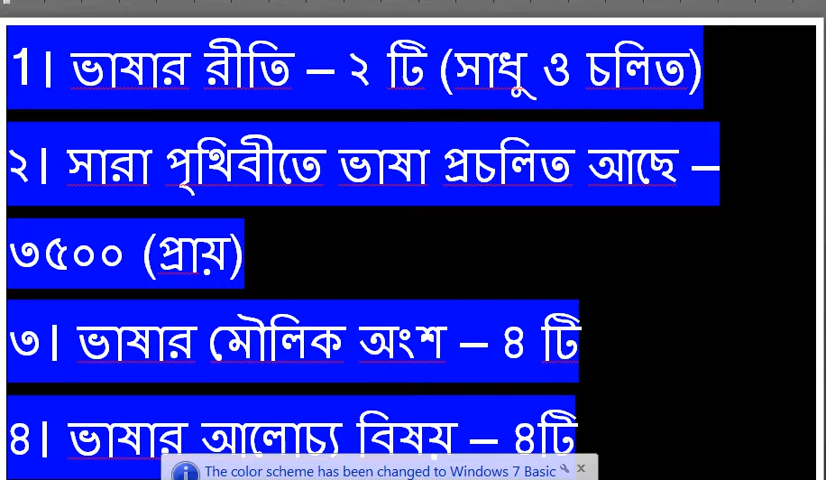 1। ভাষার রীতি – ২ টি (সাধু ও চলিত)
২। সারা পৃথিবীতে ভাষা প্রচলিত আছে –
৩৫০০ (প্রায়)
৩। ভাষার মৌলিক অংশ – ৪ টি
৪। ভাষার আলোচ্য বিষয় – ৪টি
The color scheme has been changed to Windows 7 Basic